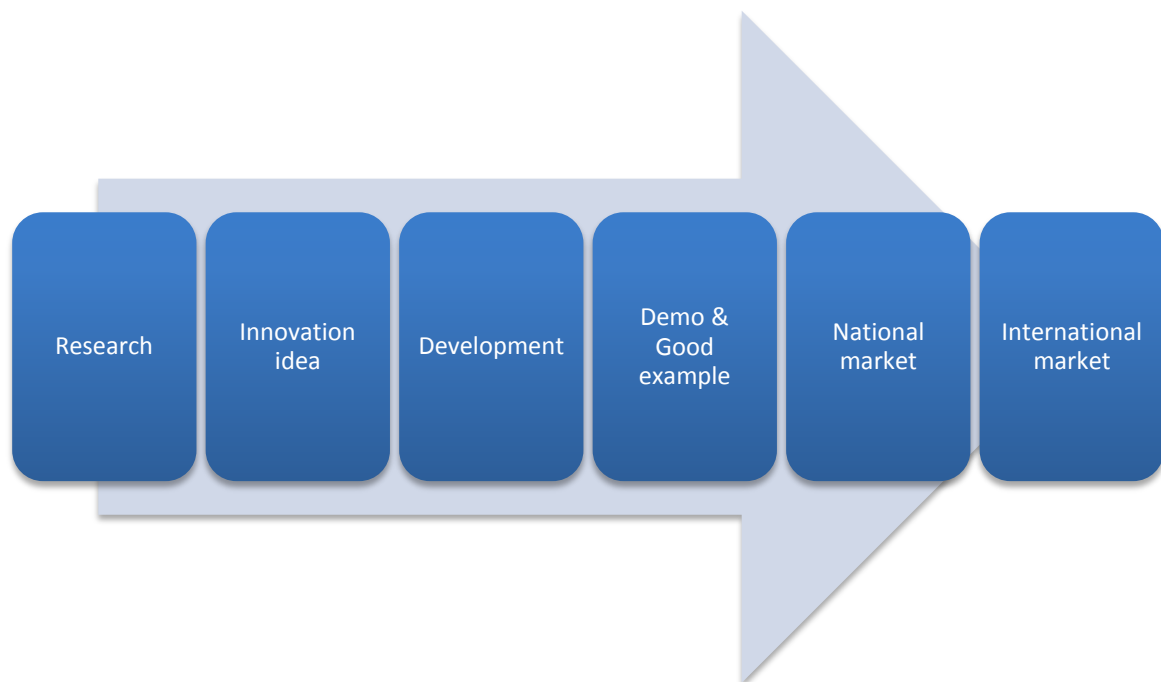 Research
Innovation
idea
Development
Demo &
Good
example
National
market
International
market